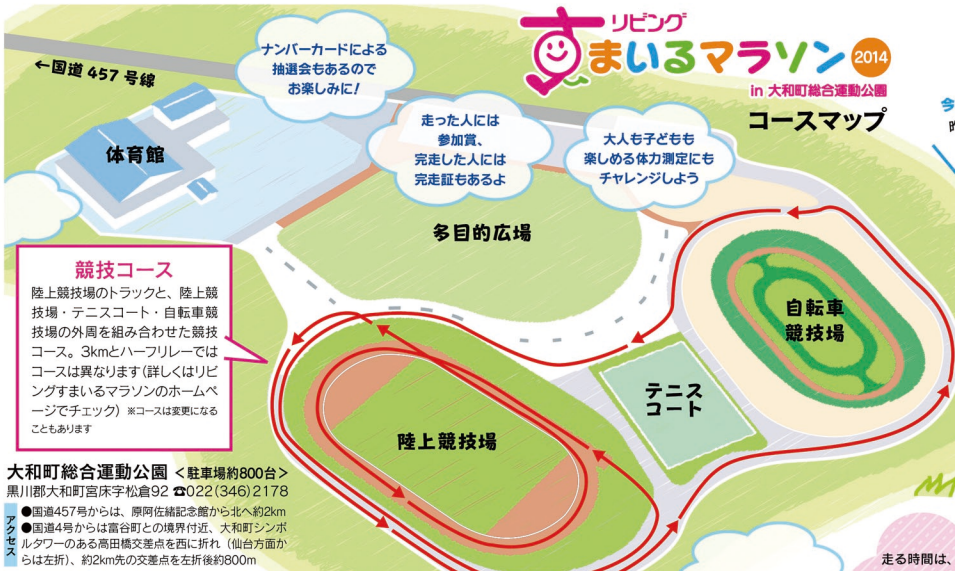 リビング
すまいるマラソン 2014
in 大和町総合運動公園
コースマップ
←国道457号線
ナンバーカードによる
抽選会もあるので
お楽しみに!
走った人には
参加賞、
完走した人には
完走証もあるよ
大人も子どもも
楽しめる体力測定にも
チャレンジしよう
体育館
多目的広場
自転車
競技場
テニス
コート
陸上競技場
競技コース
陸上競技場のトラックと、陸上競
技場・テニスコート・自転車競
技場の外周を組み合わせた競技
コース。3kmとハーフリレーでは
コースは異なります(詳しくはリビ
ングすまいるマラソンのホームペ
ージでチェック) ※コースは変更になる
こともあります
大和町総合運動公園 <駐車場約800台>
黒川郡大和町宮床字松倉92 ☎022(346)2178
アクセス
●国道457号からは、原阿佐緒記念館から北へ約2km
●国道4号からは富谷町との境界付近、大和町シンボ
ルタワーのある高田橋交差点を西に折れ(仙台方面か
らは左折)、約2km先の交差点を左折後約800m
走る時間は、